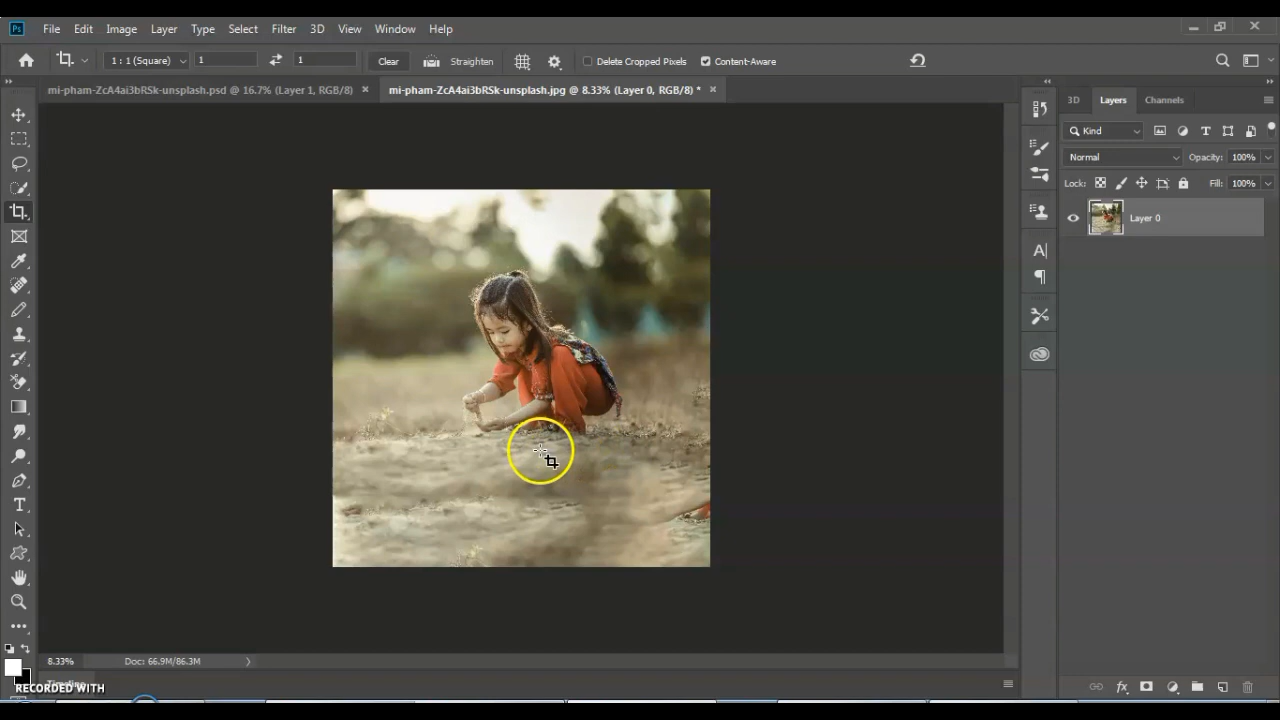 Ps File Edit Image Layer Type Select Filter 3D View Window Help
1 : 1 (Square) 1 1 Clear Straighten Delete Cropped Pixels Content-Aware
mi-pham-ZcA4ai3bRSk-unsplash.psd @ 16.7% (Layer 1, RGB/8) mi-pham-ZcA4ai3bRSk-unsplash.jpg @ 8.33% (Layer 0, RGB/8) *
3D Layers Channels
Kind
Normal Opacity: 100%
Lock: Fill: 100%
Layer 0
8.33% Doc: 66.9M/86.3M
Timeline
RECORDED WITH